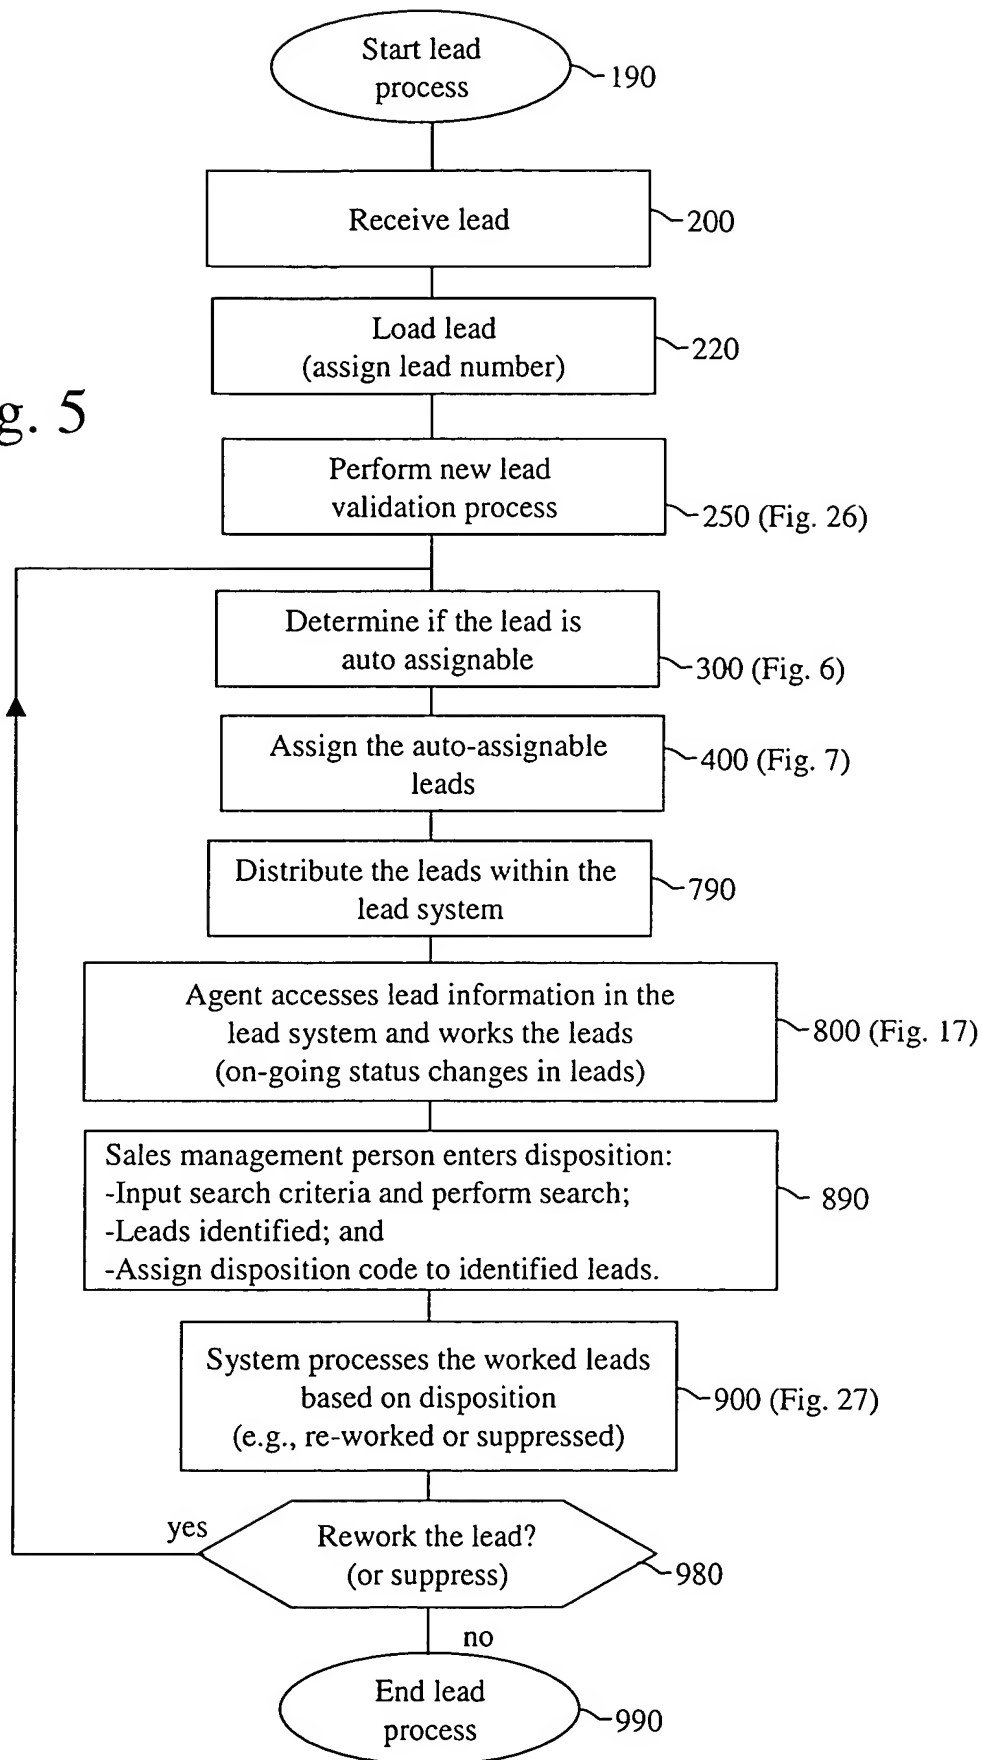 Start lead
process
190
Receive lead
200
Load lead
(assign lead number)
220
g. 5
Perform new lead
validation process
250 (Fig. 26)
Determine if the lead is
auto assignable
300 (Fig. 6)
Assign the auto-assignable
leads
400 (Fig. 7)
Distribute the leads within the
lead system
790
Agent accesses lead information in the
lead system and works the leads
(on-going status changes in leads)
800 (Fig. 17)
Sales management person enters disposition:
-Input search criteria and perform search;
-Leads identified; and
-Assign disposition code to identified leads.
890
System processes the worked leads
based on disposition
(e.g., re-worked or suppressed)
900 (Fig. 27)
yes
Rework the lead?
(or suppress)
980
no
End lead
process
990